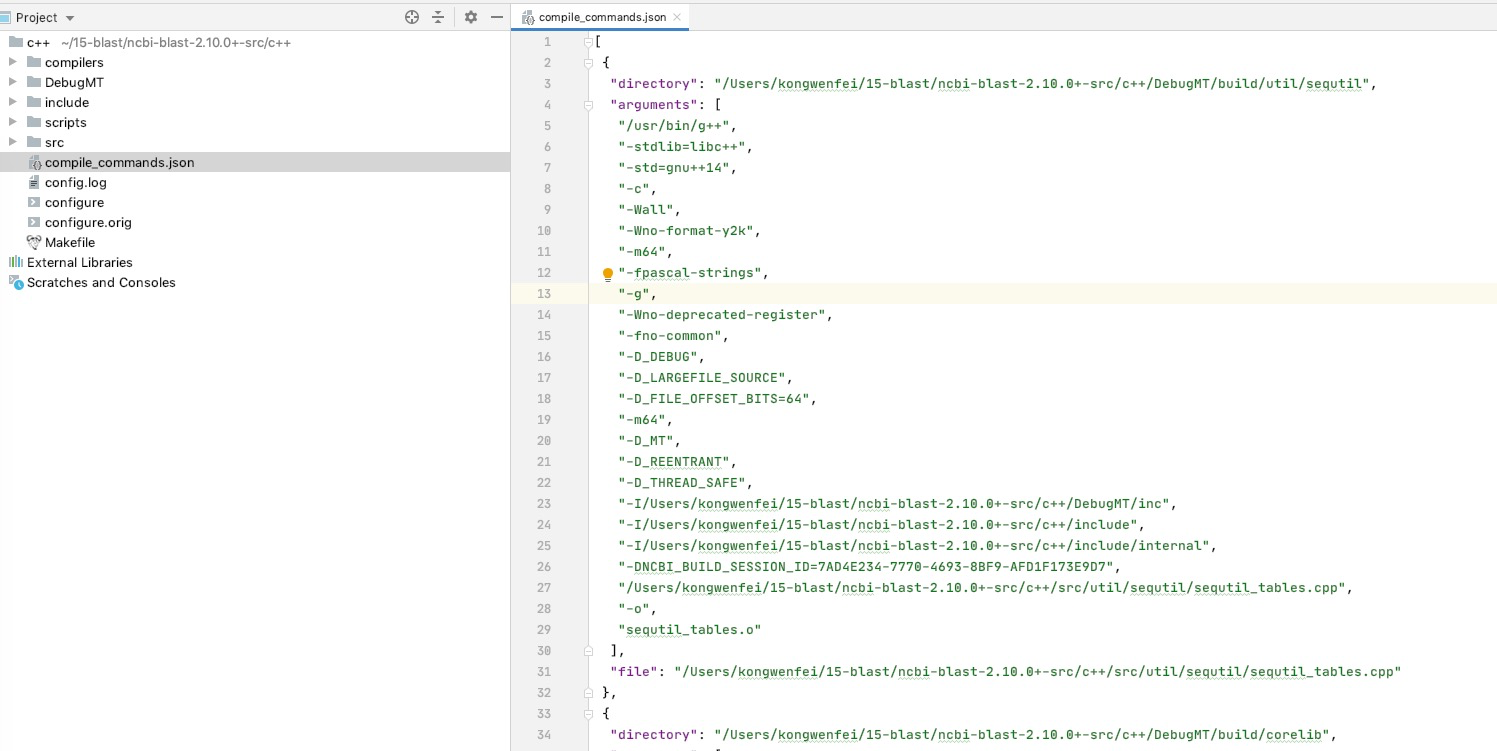 Project
compile_commands.json
c++ ~/15-blast/ncbi-blast-2.10.0+-src/c++
compilers
DebugMT
include
scripts
src
compile_commands.json
config.log
configure
configure.orig
Makefile
External Libraries
Scratches and Consoles
1 [
2 {
3 "directory": "/Users/kongwenfei/15-blast/ncbi-blast-2.10.0+-src/c++/DebugMT/build/util/sequtil",
4 "arguments": [
5 "/usr/bin/g++",
6 "-stdlib=libc++",
7 "-std=gnu++14",
8 "-c",
9 "-Wall",
10 "-Wno-format-y2k",
11 "-m64",
12 "-fpascal-strings",
13 "-g",
14 "-Wno-deprecated-register",
15 "-fno-common",
16 "-D_DEBUG",
17 "-D_LARGEFILE_SOURCE",
18 "-D_FILE_OFFSET_BITS=64",
19 "-m64",
20 "-D_MT",
21 "-D_REENTRANT",
22 "-D_THREAD_SAFE",
23 "-I/Users/kongwenfei/15-blast/ncbi-blast-2.10.0+-src/c++/DebugMT/inc",
24 "-I/Users/kongwenfei/15-blast/ncbi-blast-2.10.0+-src/c++/include",
25 "-I/Users/kongwenfei/15-blast/ncbi-blast-2.10.0+-src/c++/include/internal",
26 "-DNCBI_BUILD_SESSION_ID=7AD4E234-7770-4693-8BF9-AFD1F173E9D7",
27 "/Users/kongwenfei/15-blast/ncbi-blast-2.10.0+-src/c++/src/util/sequtil/sequtil_tables.cpp",
28 "-o",
29 "sequtil_tables.o"
30 ],
31 "file": "/Users/kongwenfei/15-blast/ncbi-blast-2.10.0+-src/c++/src/util/sequtil/sequtil_tables.cpp"
32 },
33 {
34 "directory": "/Users/kongwenfei/15-blast/ncbi-blast-2.10.0+-src/c++/DebugMT/build/corelib",